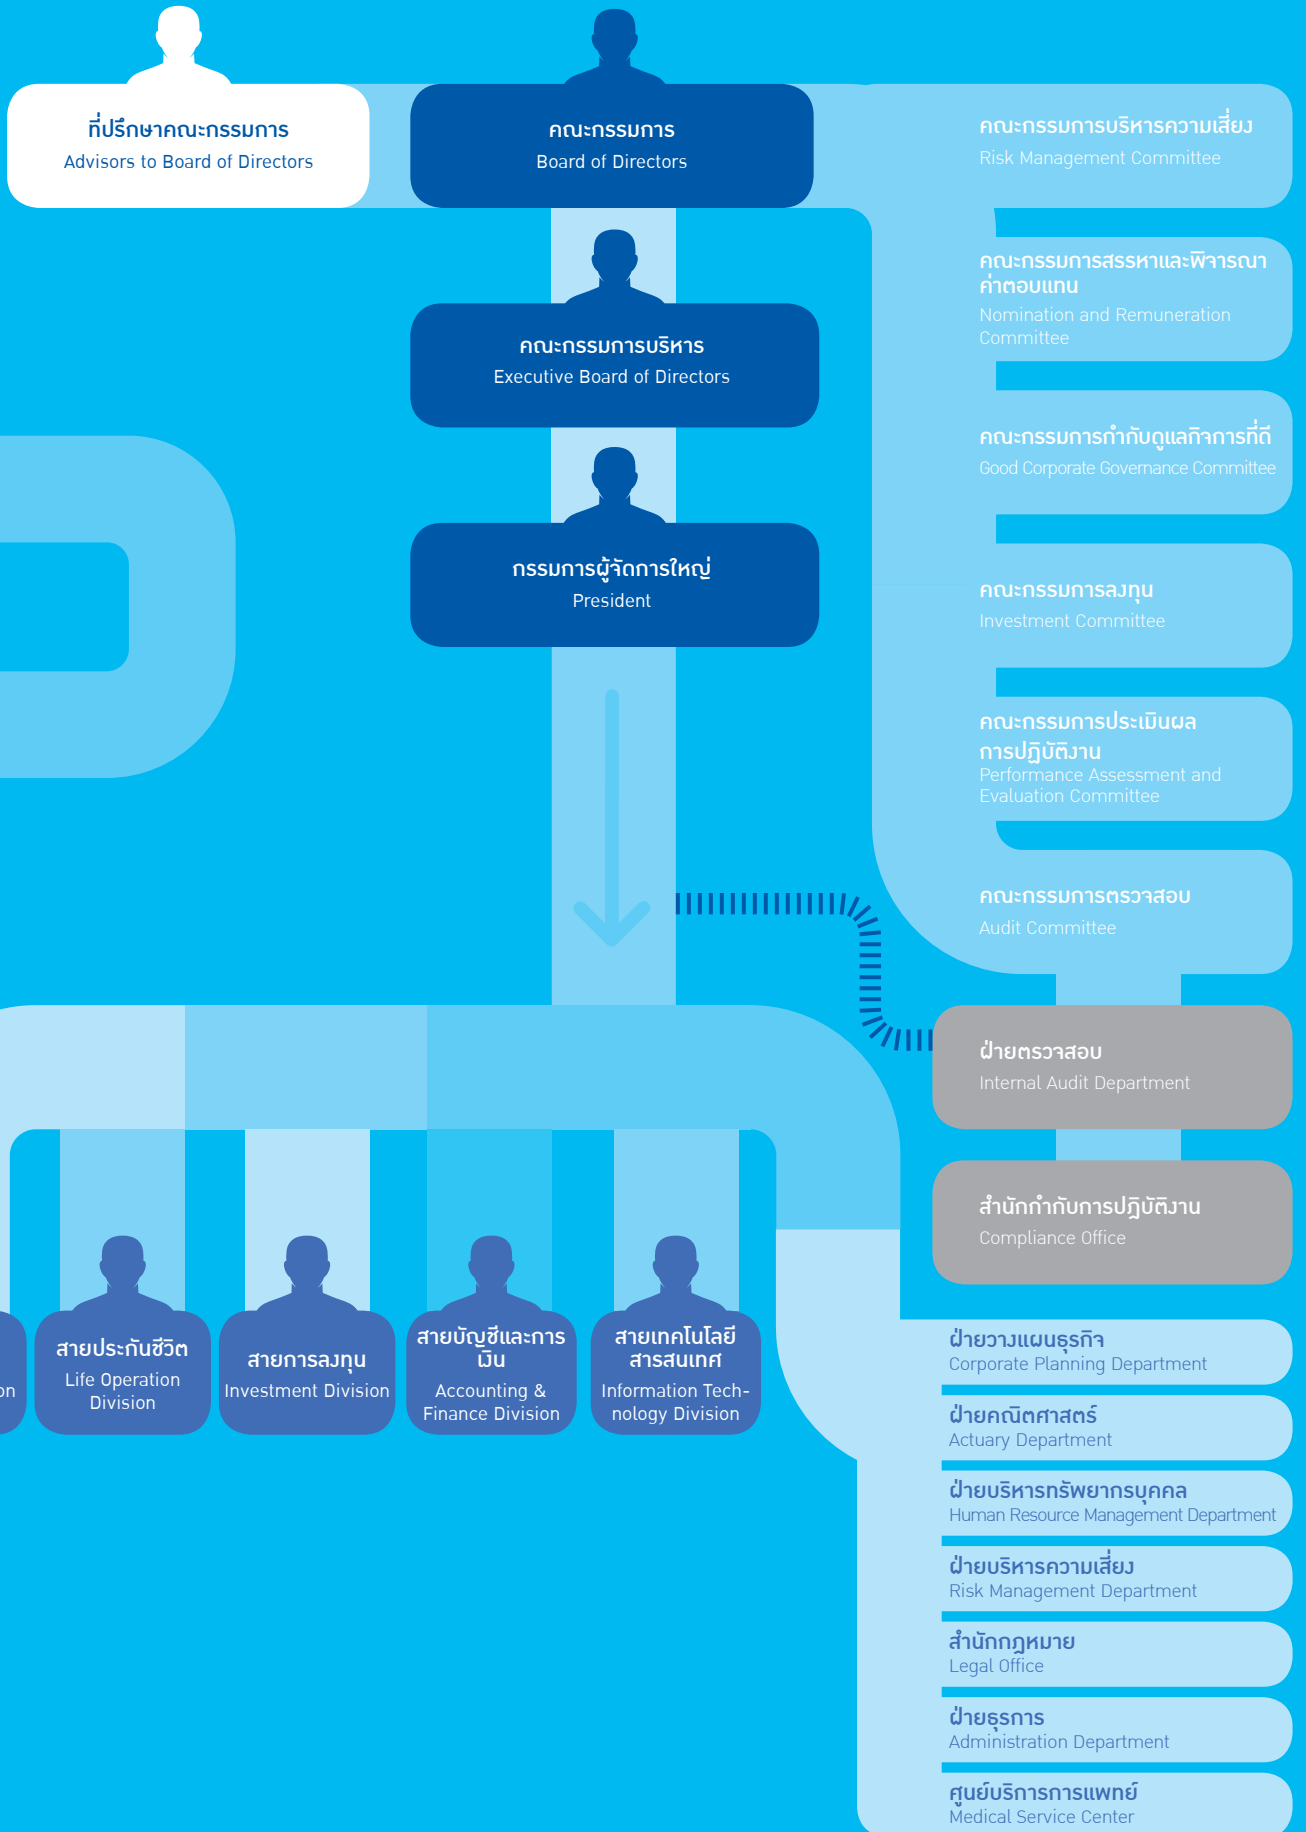 ที่ปรึกษาคณะกรรมการ
Advisors to Board of Directors
คณะกรรมการ
Board of Directors
คณะกรรมการบริหาร
Executive Board of Directors
กรรมการผู้จัดการใหญ่
President
คณะกรรมการบริหารความเสี่ยง
Risk Management Committee
คณะกรรมการสรรหาและพิจารณา
ค่าตอบแทน
Nomination and Remuneration
Committee
คณะกรรมการกำกับดูแลกิจการที่ดี
Good Corporate Governance Committee
คณะกรรมการลงทุน
Investment Committee
คณะกรรมการประเมินผล
การปฏิบัติงาน
Performance Assessment and
Evaluation Committee
คณะกรรมการตรวจสอบ
Audit Committee
ฝ่ายตรวจสอบ
Internal Audit Department
สำนักกำกับการปฏิบัติงาน
Compliance Office
on
สายประกันชีวิต
Life Operation
Division
สายการลงทุน
Investment Division
สายบัญชีและการ
เงิน
Accounting &
Finance Division
สายเทคโนโลยี
สารสนเทศ
Information Tech-
nology Division
ฝ่ายวางแผนธุรกิจ
Corporate Planning Department
ฝ่ายคณิตศาสตร์
Actuary Department
ฝ่ายบริหารทรัพยากรบุคคล
Human Resource Management Department
ฝ่ายบริหารความเสี่ยง
Risk Management Department
สำนักกฎหมาย
Legal Office
ฝ่ายธุรการ
Administration Department
ศูนย์บริการการแพทย์
Medical Service Center